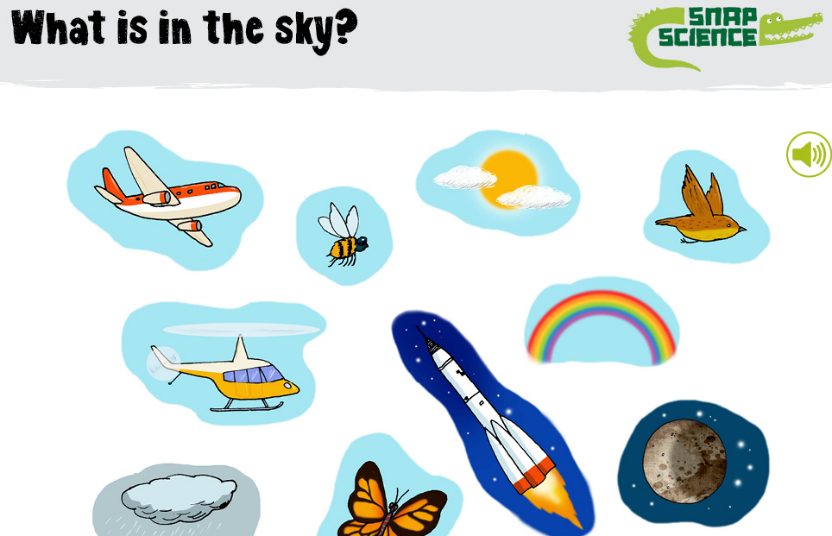 What is in the sky?
SNAP
SCIENCE